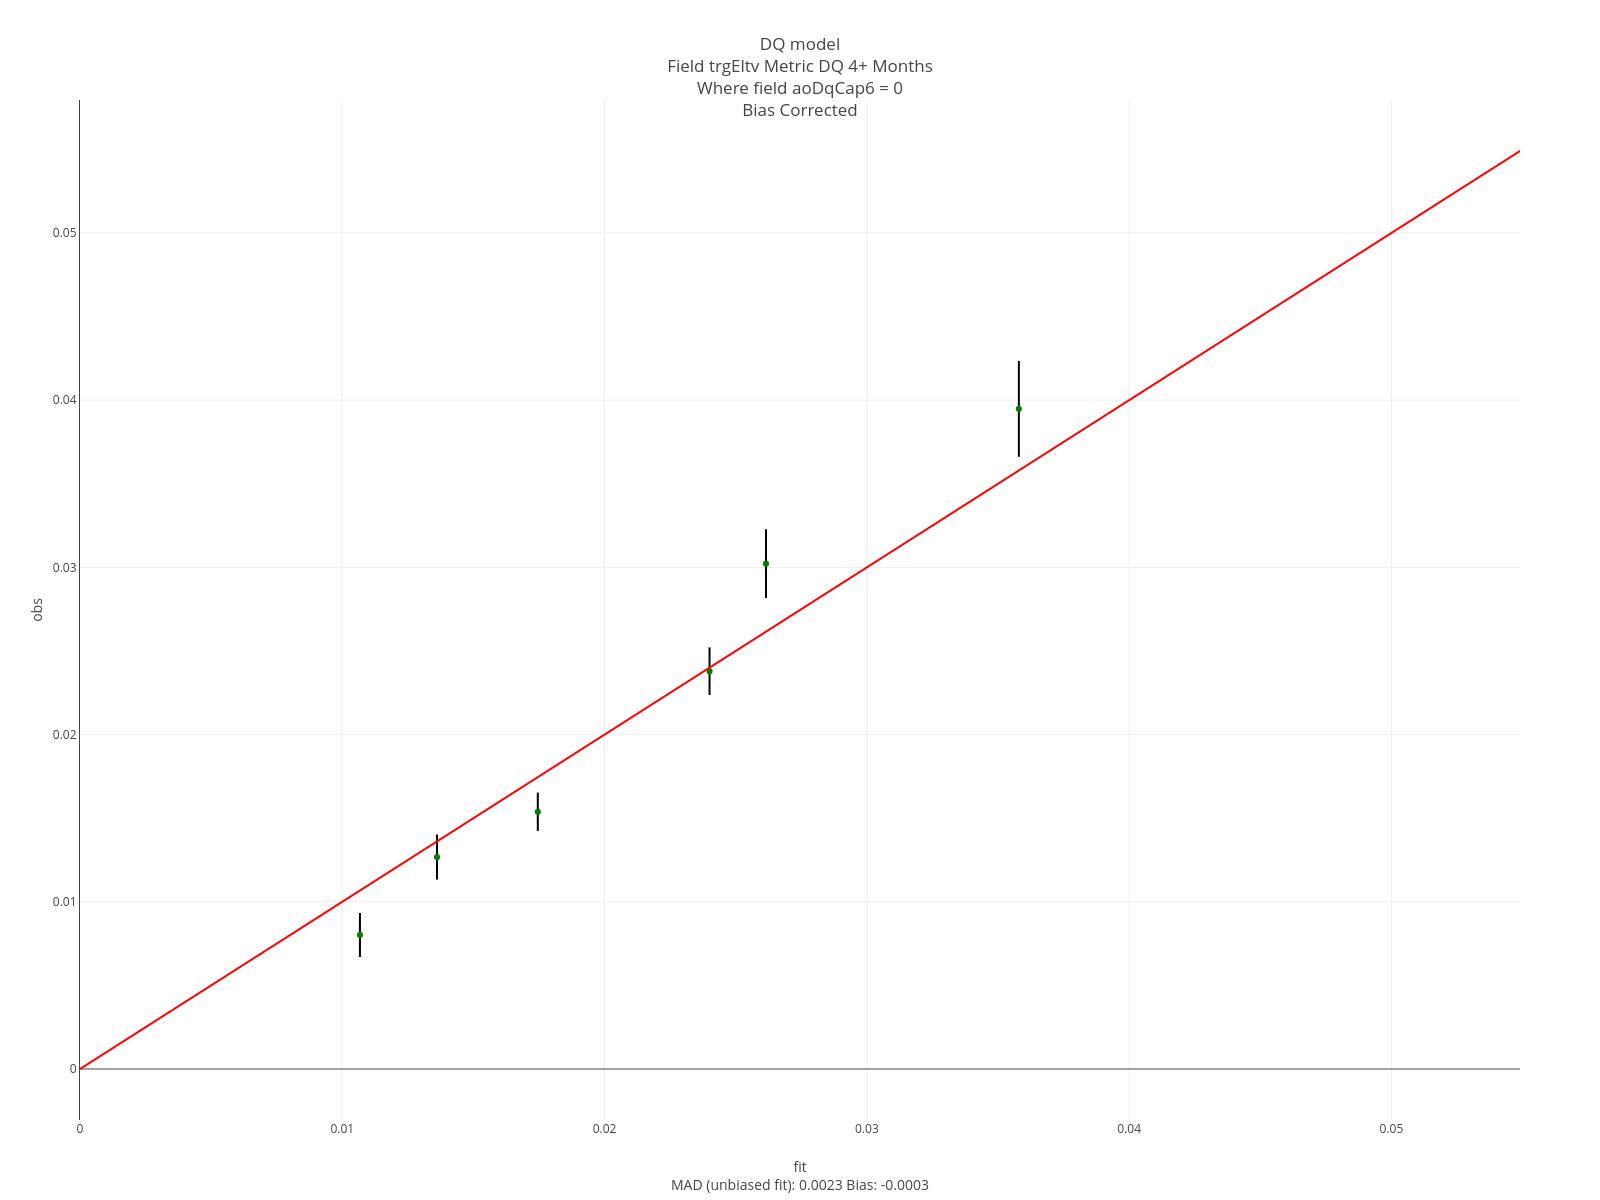 DQ model
Field trgEltv Metric DQ 4+ Months
Where field aoDqCap6 = 0
Bias Corrected
0.05
0.04
0.03
0.02
0.01
0
obs
0
0.01
0.02
0.03
0.04
0.05
fit
MAD (unbiased fit): 0.0023 Bias: -0.0003